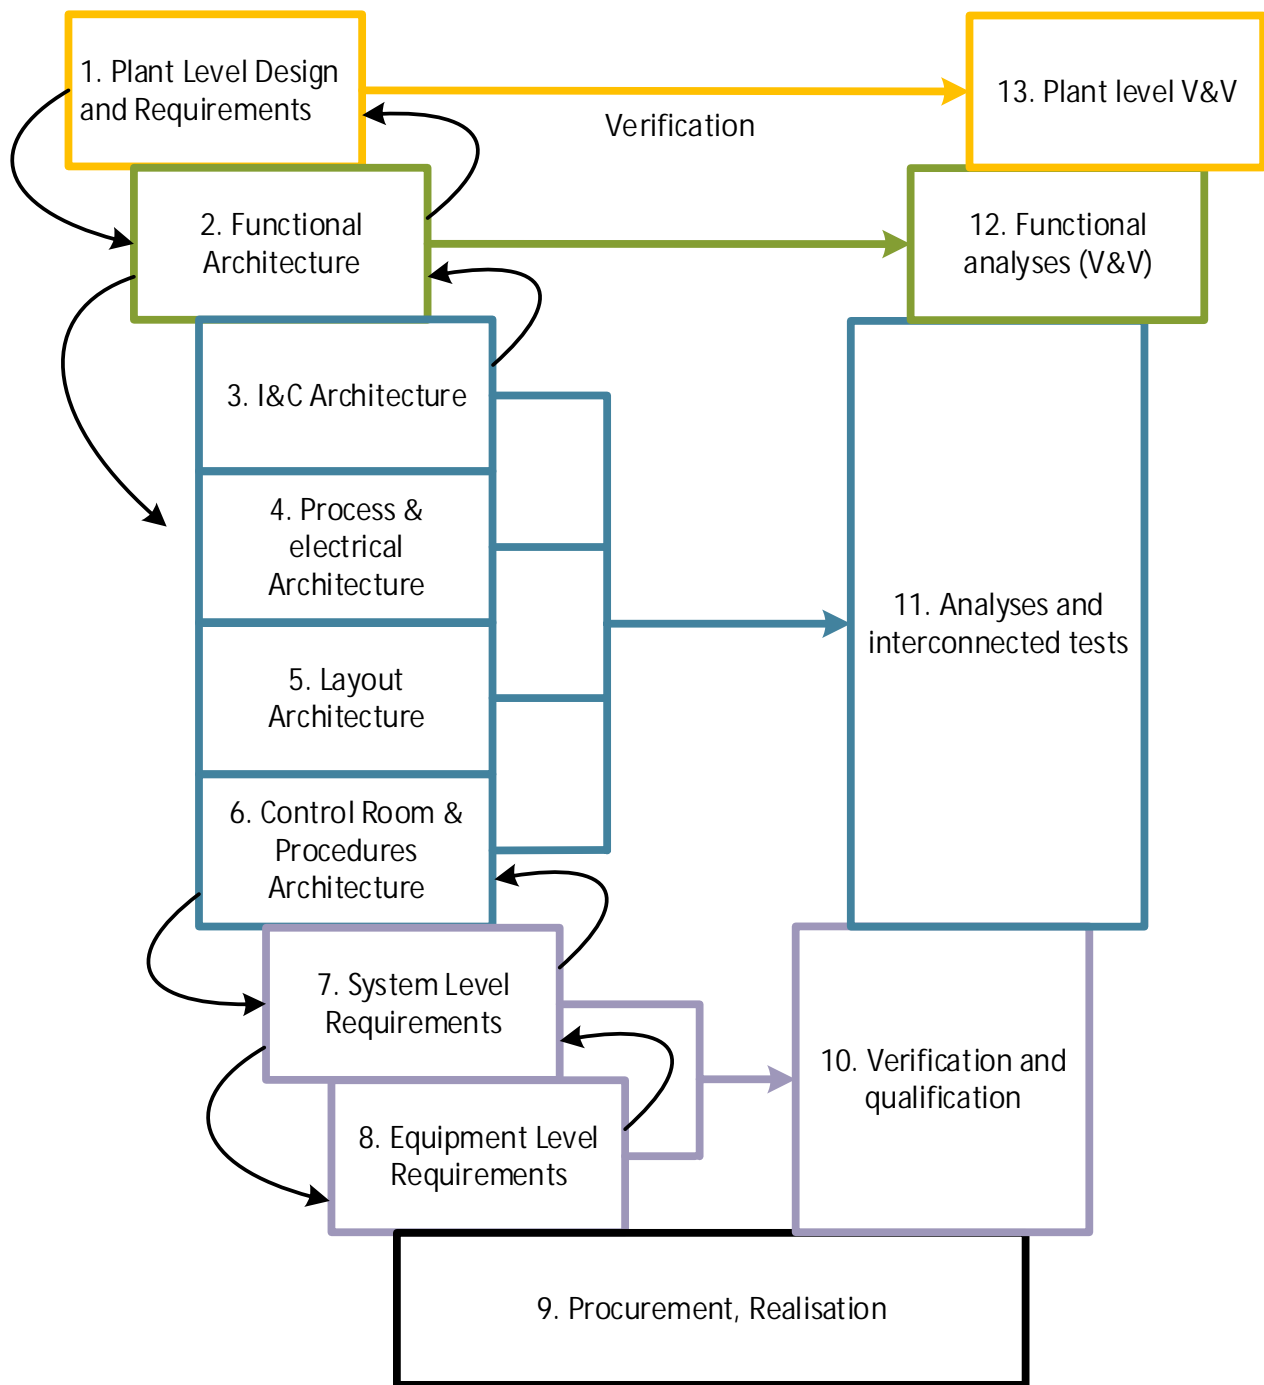 1. Plant Level Design
and Requirements
Verification
13. Plant level V&V
2. Functional
Architecture
12. Functional
analyses (V&V)
3. I&C Architecture
4. Process &
electrical
Architecture
5. Layout
Architecture
6. Control Room &
Procedures
Architecture
11. Analyses and
interconnected tests
7. System Level
Requirements
8. Equipment Level
Requirements
10. Verification and
qualification
9. Procurement, Realisation